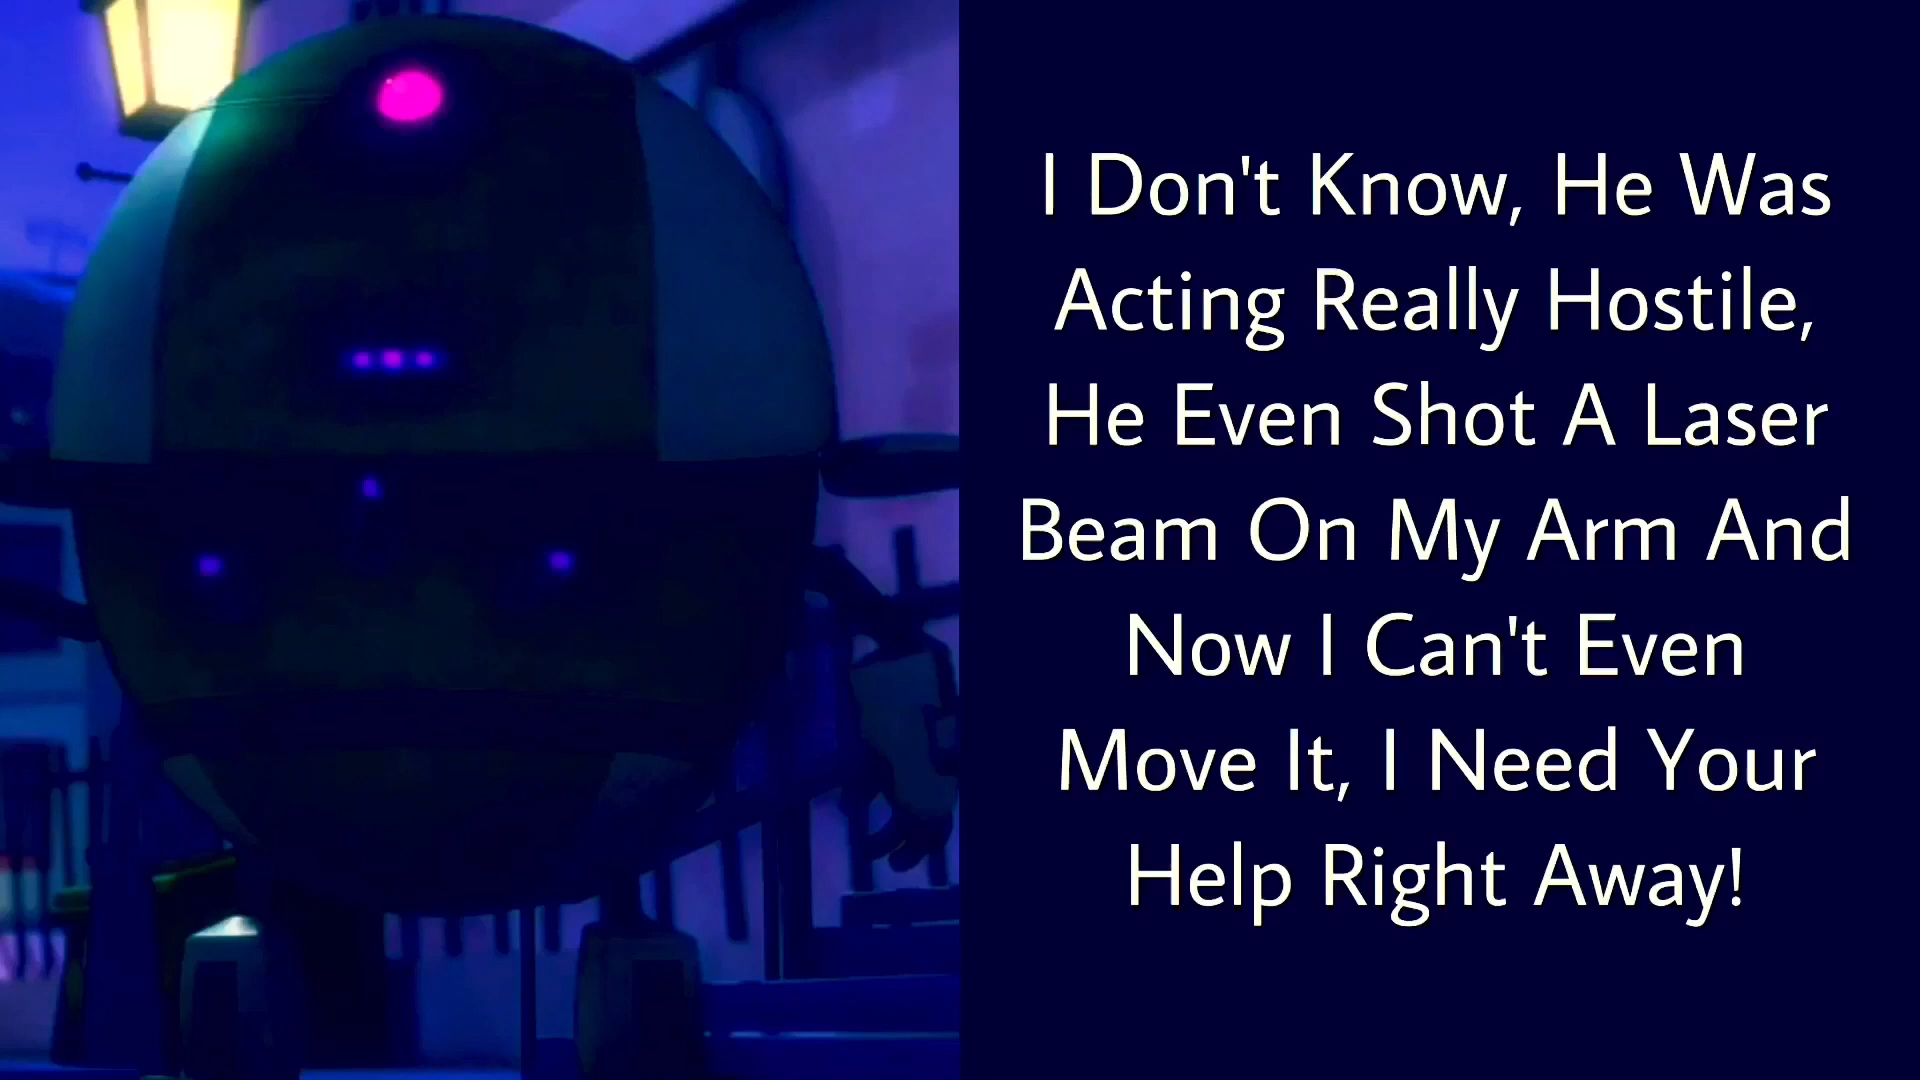 I Don't Know, He Was
Acting Really Hostile,
He Even Shot A Laser
Beam On My Arm And
Now I Can't Even
Move It, I Need Your
Help Right Away!